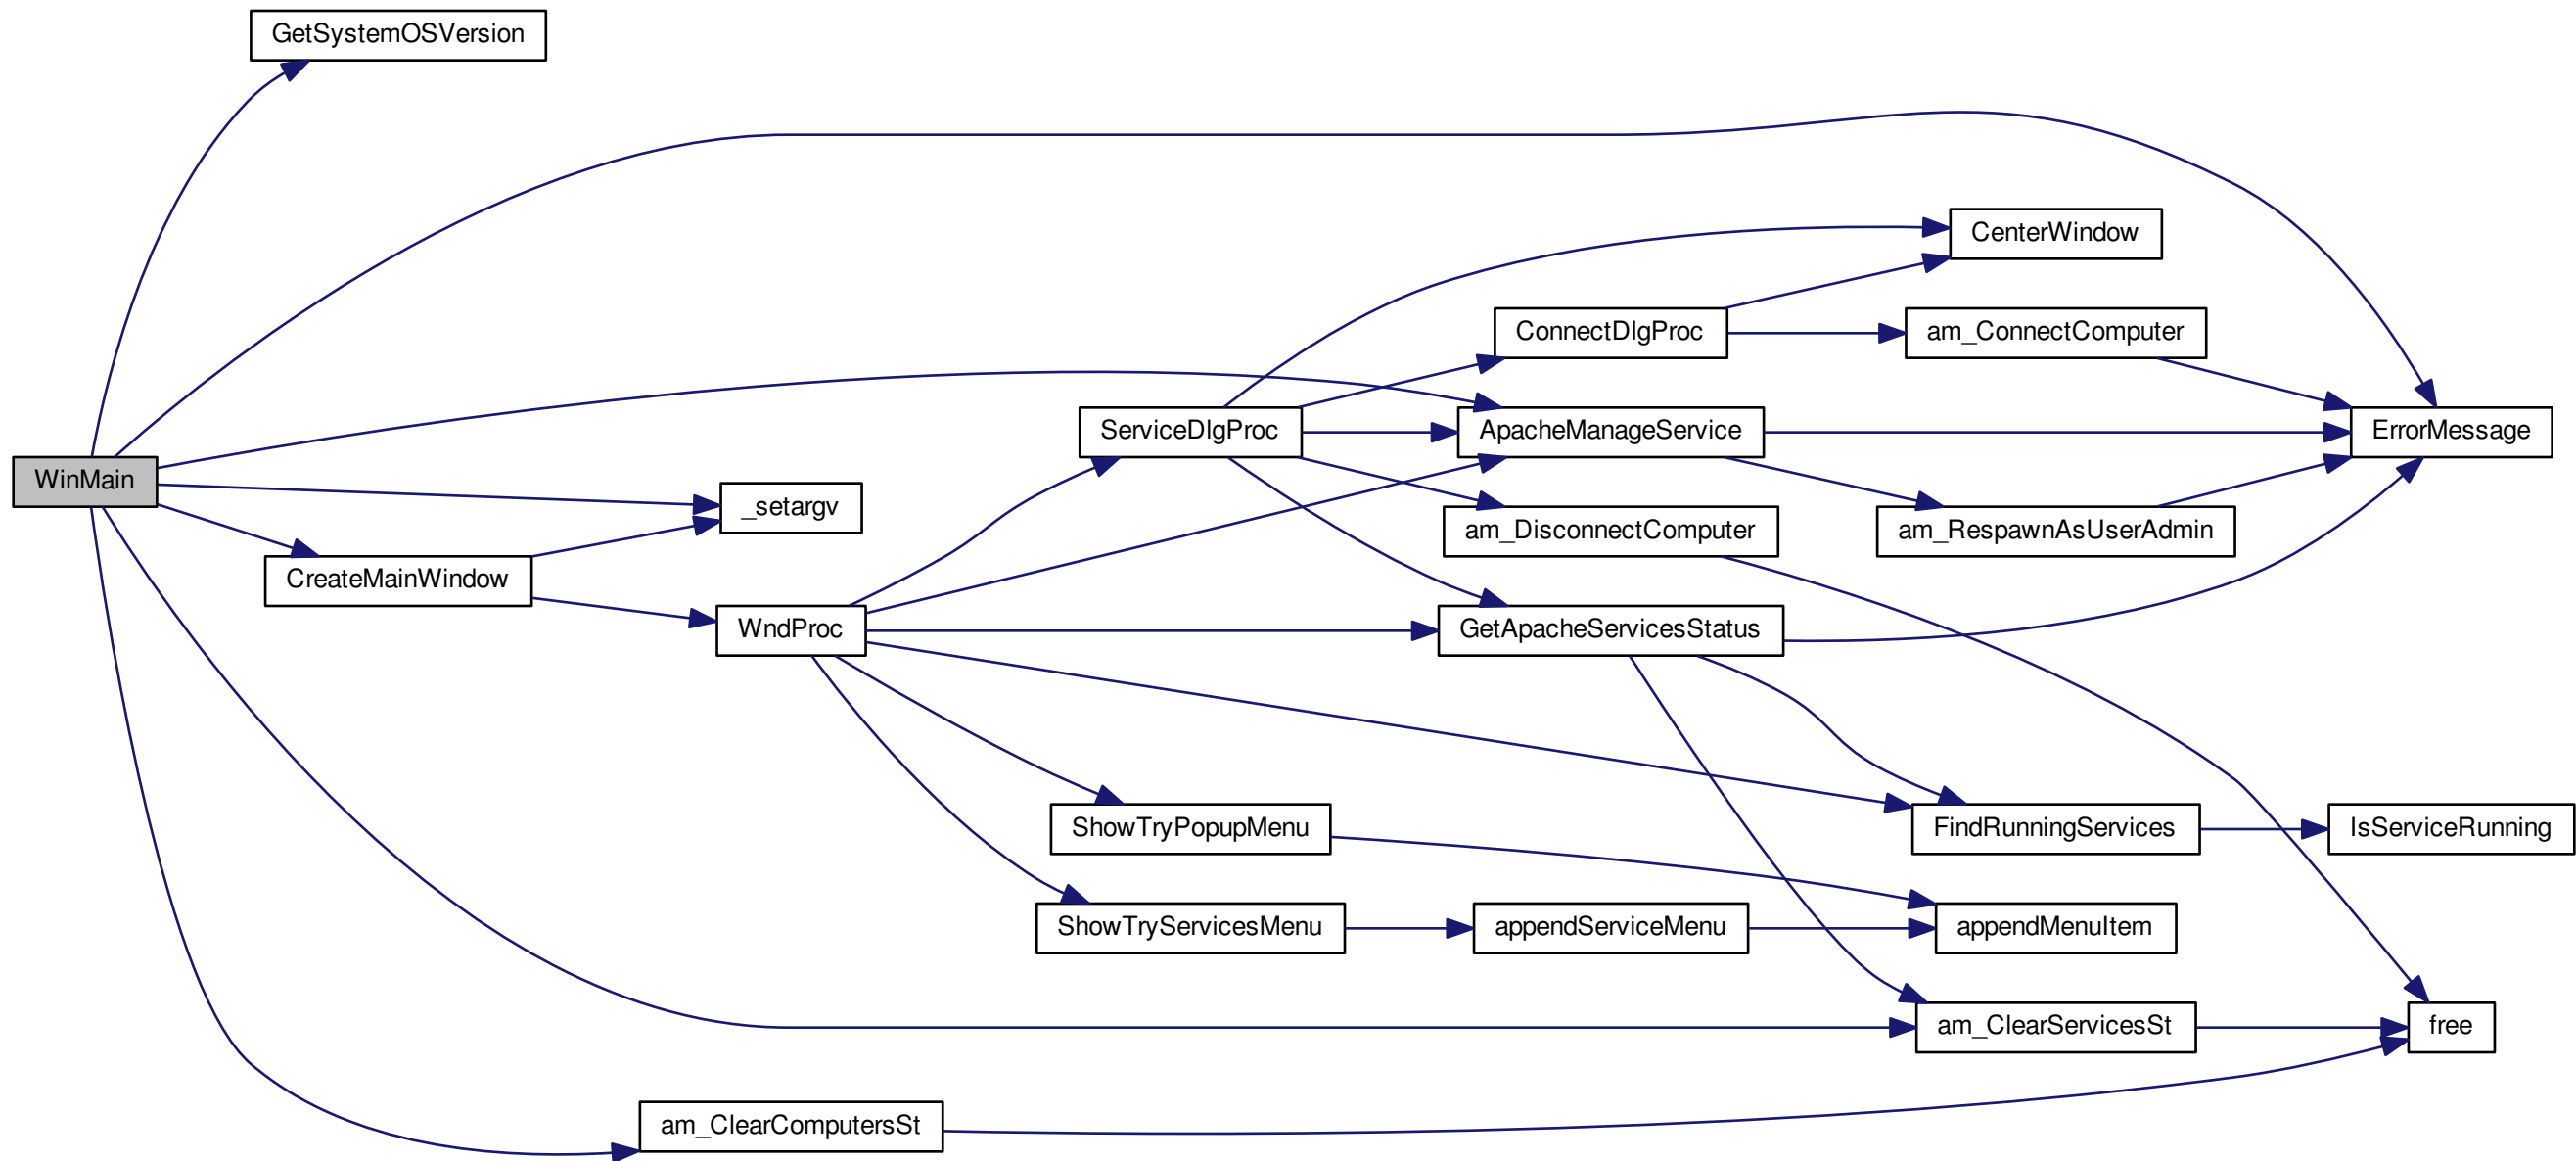 GetSystemOSVersion
CenterWindow
ConnectDlgProc
am_ConnectComputer
ServiceDlgProc
ApacheManageService
ErrorMessage
WinMain
_setargv
am_DisconnectComputer
am_RespawnAsUserAdmin
CreateMainWindow
WndProc
GetApacheServicesStatus
ShowTryPopupMenu
FindRunningServices
IsServiceRunning
ShowTryServicesMenu
appendServiceMenu
appendMenuItem
am_ClearServicesSt
free
am_ClearComputersSt